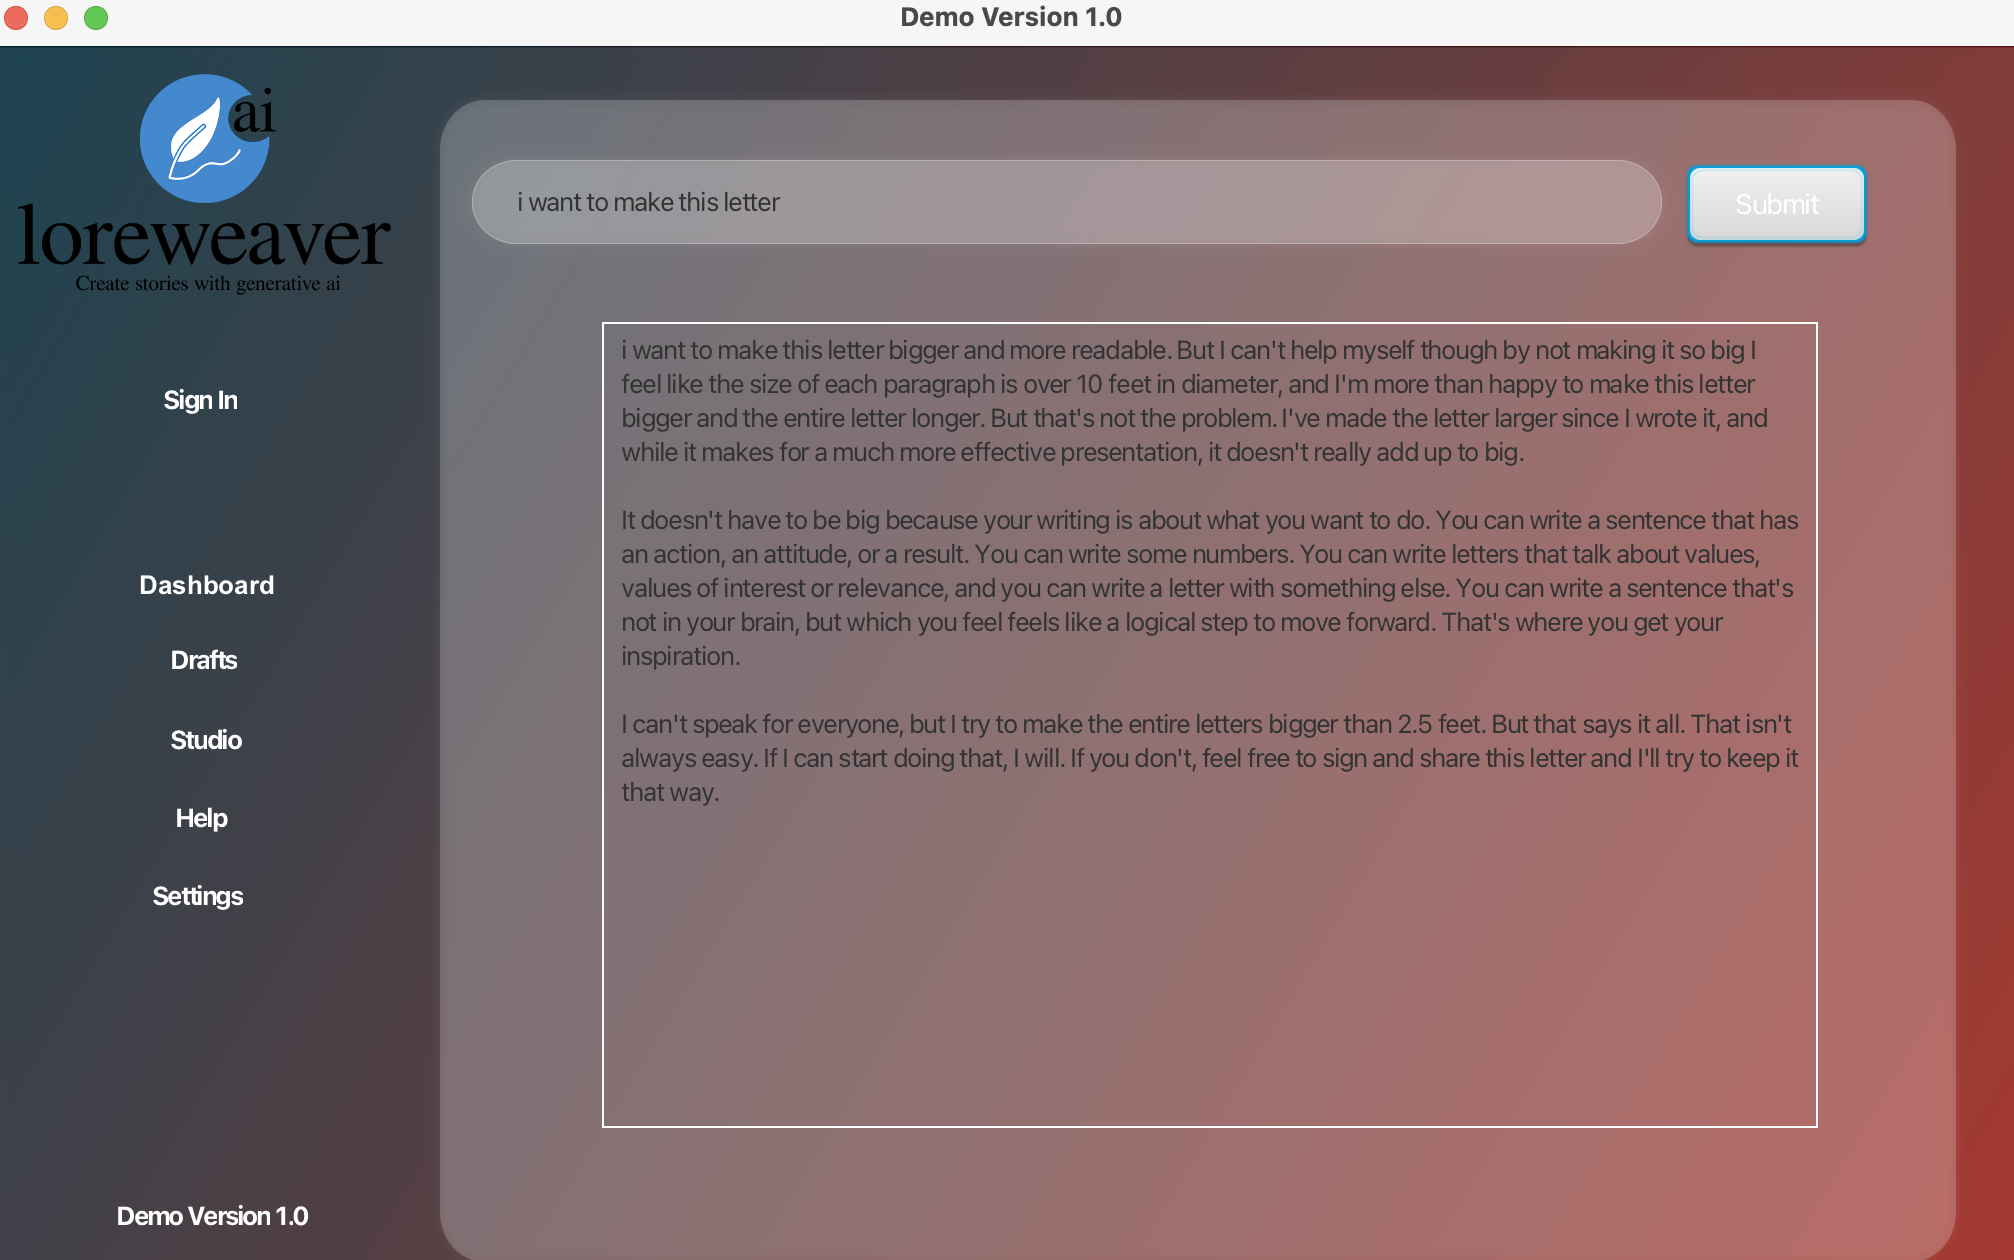 Demo Version 1.0
ai
loreweaver
Create stories with generative ai
Sign In
Dashboard
Drafts
Studio
Help
Settings
Demo Version 1.0
i want to make this letter
Submit
i want to make this letter bigger and more readable. But I can't help myself though by not making it so big I
feel like the size of each paragraph is over 10 feet in diameter, and I'm more than happy to make this letter
bigger and the entire letter longer. But that's not the problem. I've made the letter larger since I wrote it, and
while it makes for a much more effective presentation, it doesn't really add up to big.
It doesn't have to be big because your writing is about what you want to do. You can write a sentence that has
an action, an attitude, or a result. You can write some numbers. You can write letters that talk about values,
values of interest or relevance, and you can write a letter with something else. You can write a sentence that's
not in your brain, but which you feel feels like a logical step to move forward. That's where you get your
inspiration.
I can't speak for everyone, but I try to make the entire letters bigger than 2.5 feet. But that says it all. That isn't
always easy. If I can start doing that, I will. If you don't, feel free to sign and share this letter and I'll try to keep it
that way.